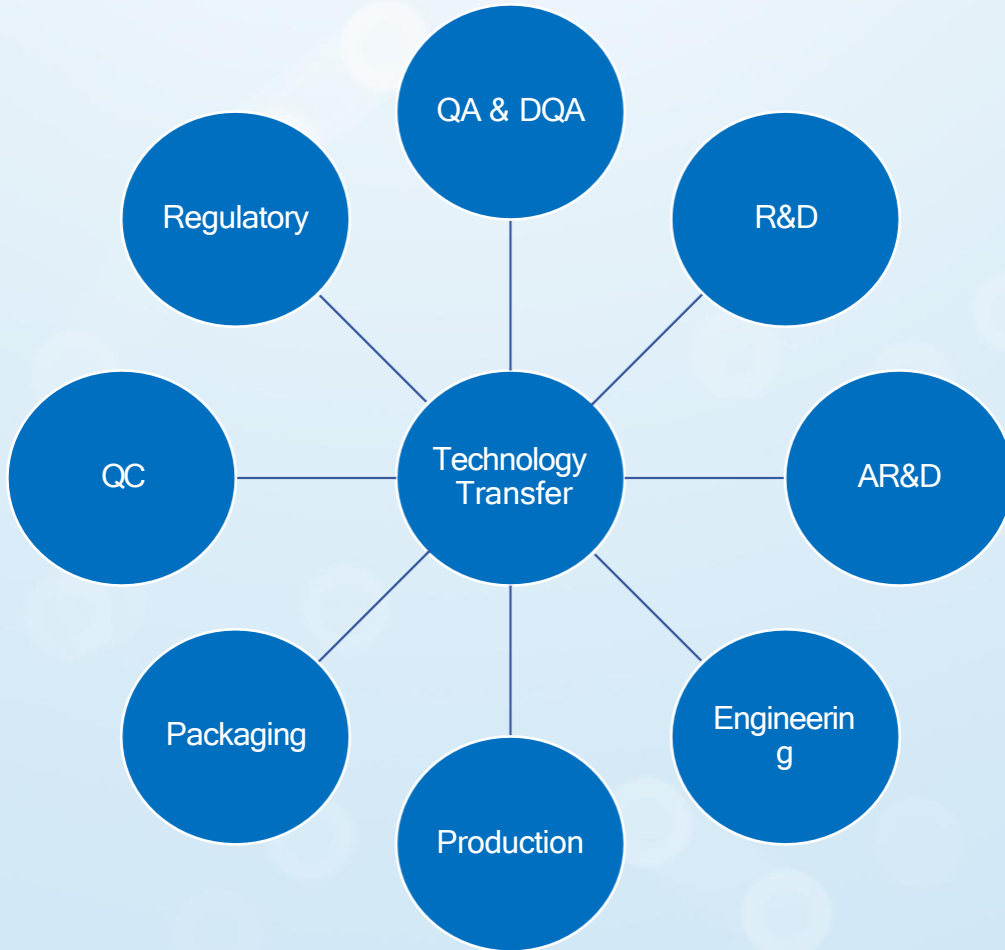 QA & DQA
Regulatory
R&D
QC
Technology
Transfer
AR&D
Packaging
Engineerin
g
Production